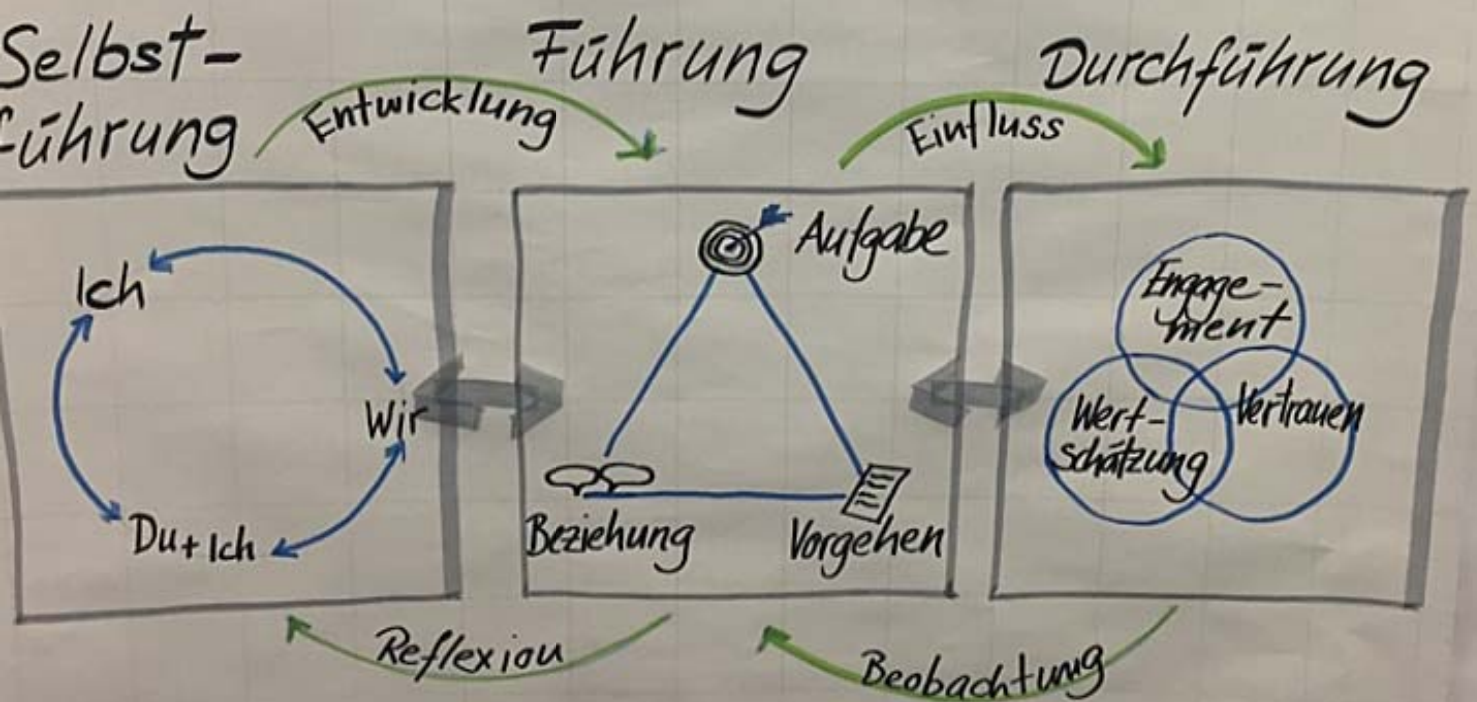 Selbst-
führung
Führung
Durchführung
Entwicklung
Einfluss
Ich
Wir
Du + Ich
Aufgabe
Beziehung
Vorgehen
Engage-
ment
Wert-
schätzung
Vertrauen
Reflexion
Beobachtung